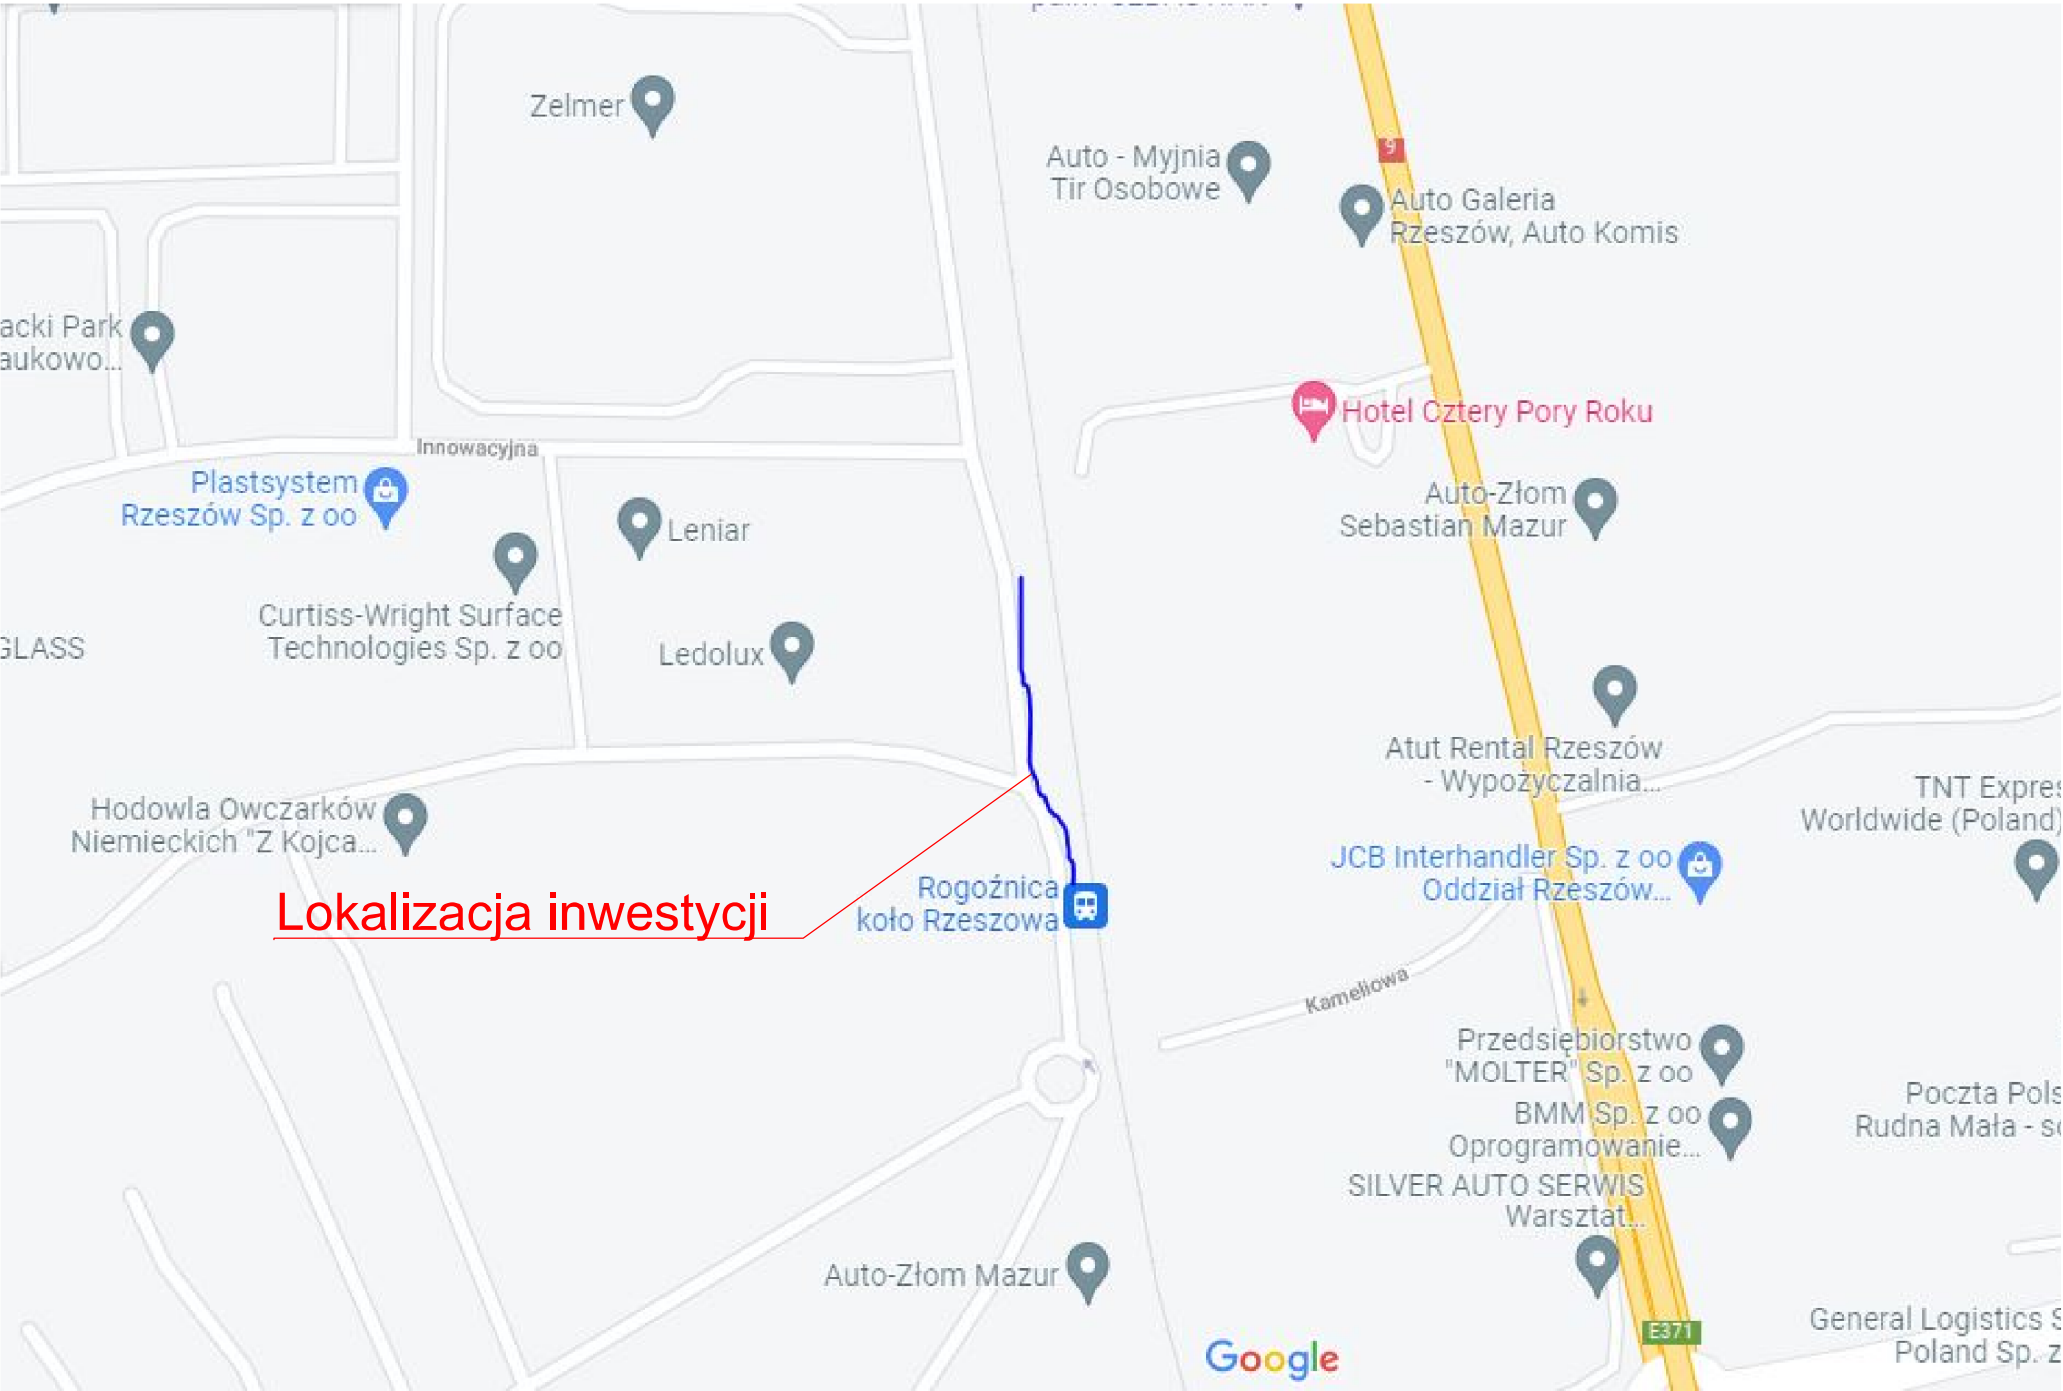 Zelmer
9
Auto - Myjnia
Tir Osobowe
Auto Galeria
Rzeszów, Auto Komis
acki Park
aukowo...
Hotel Cztery Pory Roku
Innowacyjna
Plastsystem
Rzeszów Sp. z oo
Leniar
Auto-Złom
Sebastian Mazur
Curtiss-Wright Surface
Technologies Sp. z oo
GLASS
Ledolux
Atut Rental Rzeszów
- Wypożyczalnia...
TNT Expres
Worldwide (Poland)
Hodowla Owczarków
Niemieckich "Z Kojca...
JCB Interhandler Sp. z oo
Oddział Rzeszów...
Rogoźnica
koło Rzeszowa
Lokalizacja inwestycji
Kameliowa
Przedsiębiorstwo
"MOLTER" Sp. z oo
BMM Sp. z oo
Oprogramowanie...
Poczta Pols
Rudna Mała - so
SILVER AUTO SERWIS
Warsztat...
Auto-Złom Mazur
E371
General Logistics S
Poland Sp. z
Google